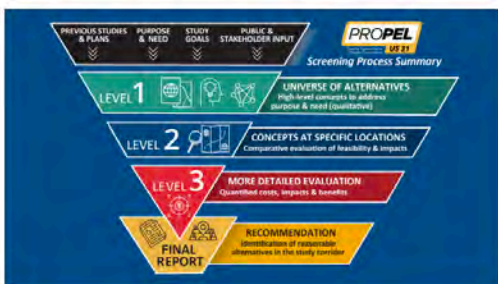 PREVIOUS STUDIES
& PLANS
PURPOSE
& NEED
STUDY
GOALS
PUBLIC &
STAKEHOLDER INPUT
PROPEL
US 31
Screening Process Summary
LEVEL 1
UNIVERSE OF ALTERNATIVES
High-level concepts to address
purpose & need (qualitative)
LEVEL 2
CONCEPTS AT SPECIFIC LOCATIONS
Comparative evaluation of feasibility & impacts
LEVEL 3
MORE DETAILED EVALUATION
Quantified costs, impacts & benefits
FINAL
REPORT
RECOMMENDATION
Identification of reasonable
alternatives in the study corridor